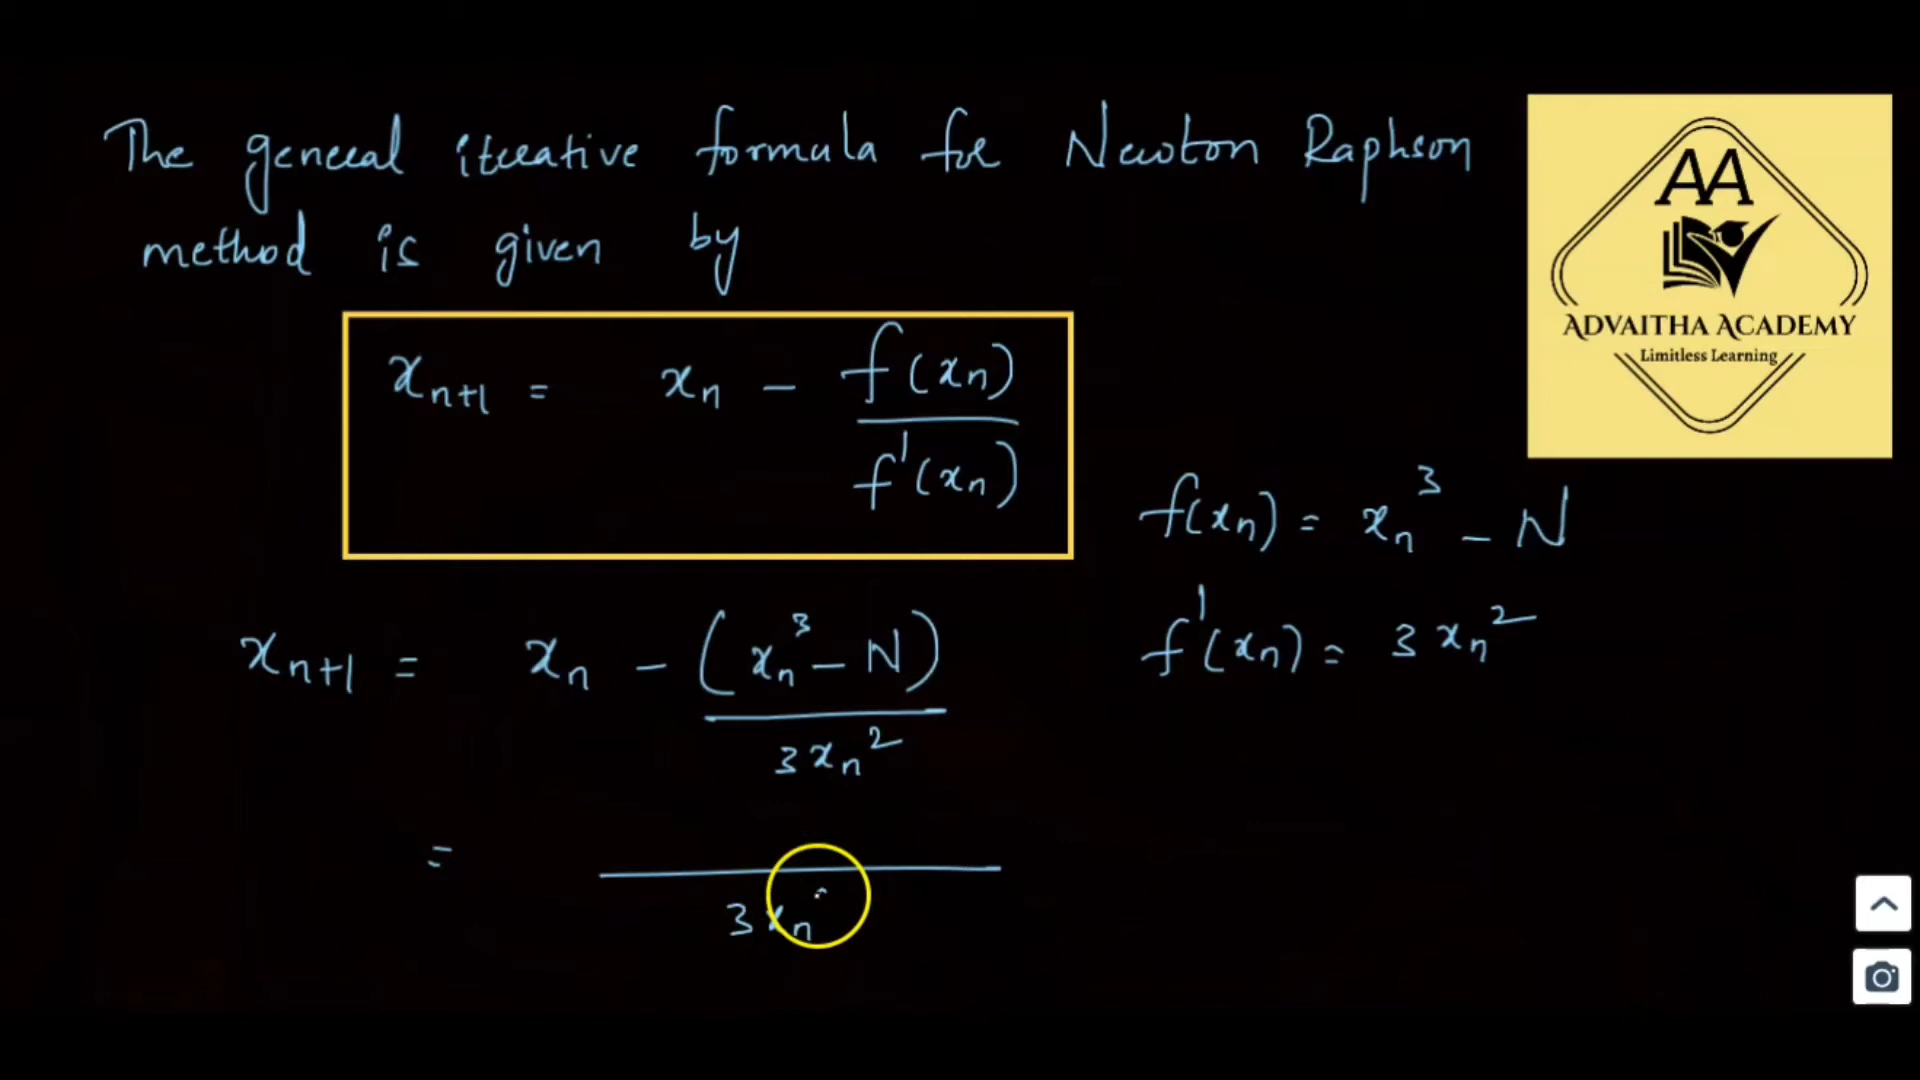 The general iterative formula for Newton Raphson
method is given by
xₙ₊₁ = xₙ − f(xₙ) / f'(xₙ)
f(xₙ) = xₙ³ − N
f'(xₙ) = 3xₙ²
xₙ₊₁ = xₙ − (xₙ³ − N) / 3xₙ²
= / 3xₙ
AA
ADVAITHA ACADEMY
Limitless Learning